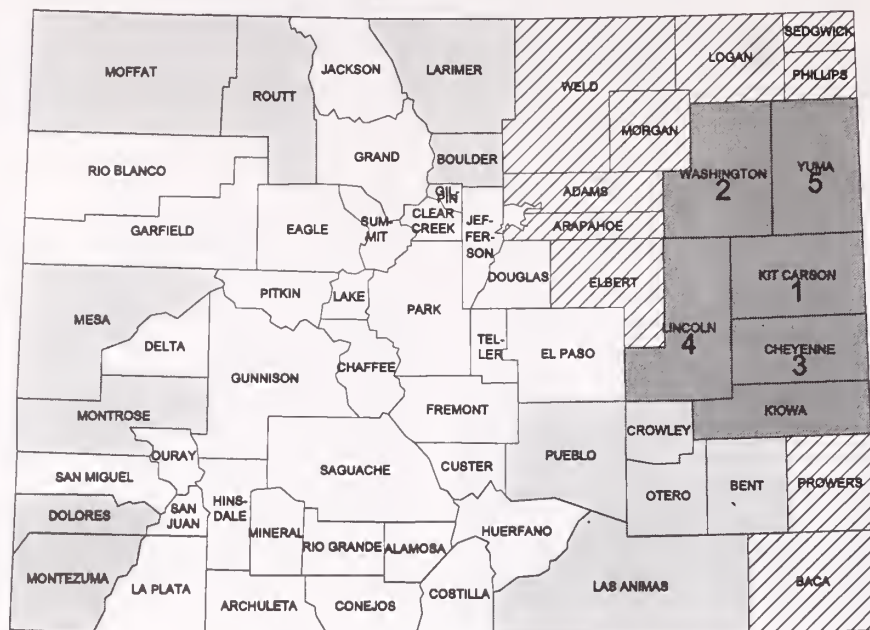 SEDGWICK
LOGAN
PHILLIPS
JACKSON
LARIMER
MOFFAT
ROUTT
WELD
MORGAN
GRAND
BOULDER
WASHINGTON
2
YUMA
5
RIO BLANCO
GIL-
PIN
ADAMS
CLEAR
CREEK
GARFIELD
EAGLE
SUM-
MIT
JEF-
FER-
SON
ARAPAHOE
DOUGLAS
ELBERT
KIT CARSON
1
PITKIN
LAKE
MESA
PARK
LINCOLN
4
DELTA
TEL-
LER
EL PASO
CHEYENNE
3
CHAFFEE
GUNNISON
MONTROSE
FREMONT
KIOWA
CROWLEY
OURAY
SAGUACHE
CUSTER
PUEBLO
SAN MIGUEL
HINS-
DALE
OTERO
BENT
PROWERS
DOLORES
SAN
JUAN
MINERAL
RIO GRANDE
ALAMOSA
HUERFANO
MONTEZUMA
LA PLATA
ARCHULETA
CONEJOS
COSTILLA
LAS ANIMAS
BACA